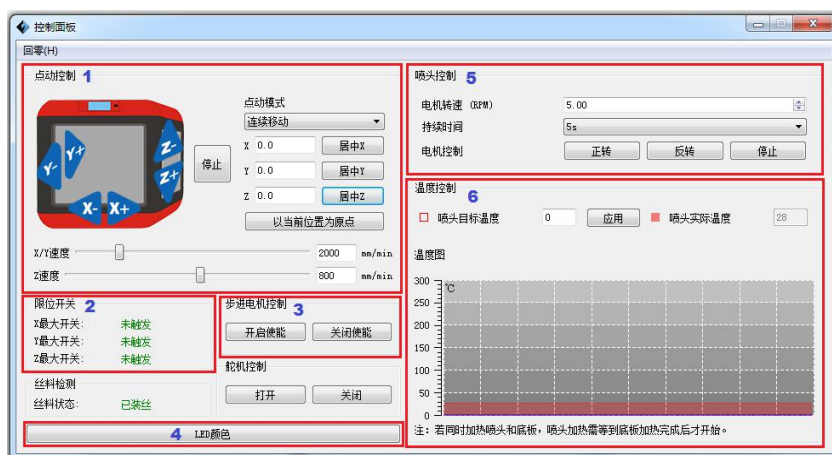 控制面板
回零(H)
点动控制 1
点动模式
连续移动
Y- Y+ Z- Z+ X- X+
停止
X 0.0 居中X
Y 0.0 居中Y
Z 0.0 居中Z
以当前位置为原点
X/Y速度 2000 mm/min
Z速度 800 mm/min
限位开关 2
X最大开关: 未触发
Y最大开关: 未触发
Z最大开关: 未触发
步进电机控制 3
开启使能 关闭使能
舵机控制
打开 关闭
丝料检测
丝料状态: 已装丝
4 LED颜色
喷头控制 5
电机转速 (RPM) 5.00
持续时间 5s
电机控制 正转 反转 停止
温度控制 6
喷头目标温度 0 应用 喷头实际温度 28
温度图
300 ℃
250
200
150
100
50
0
注:若同时加热喷头和底板,喷头加热需等到底板加热完成后才开始。